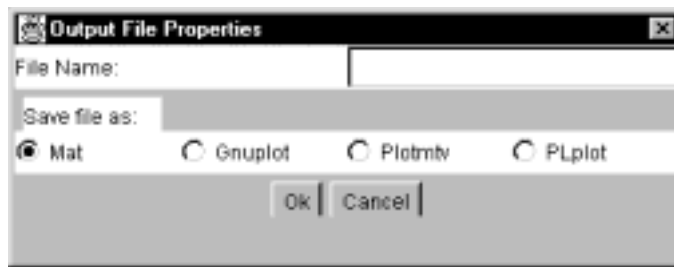 Output File Properties
File Name:
Save file as:
Mat Gnuplot Plotmtv PLplot
Ok Cancel